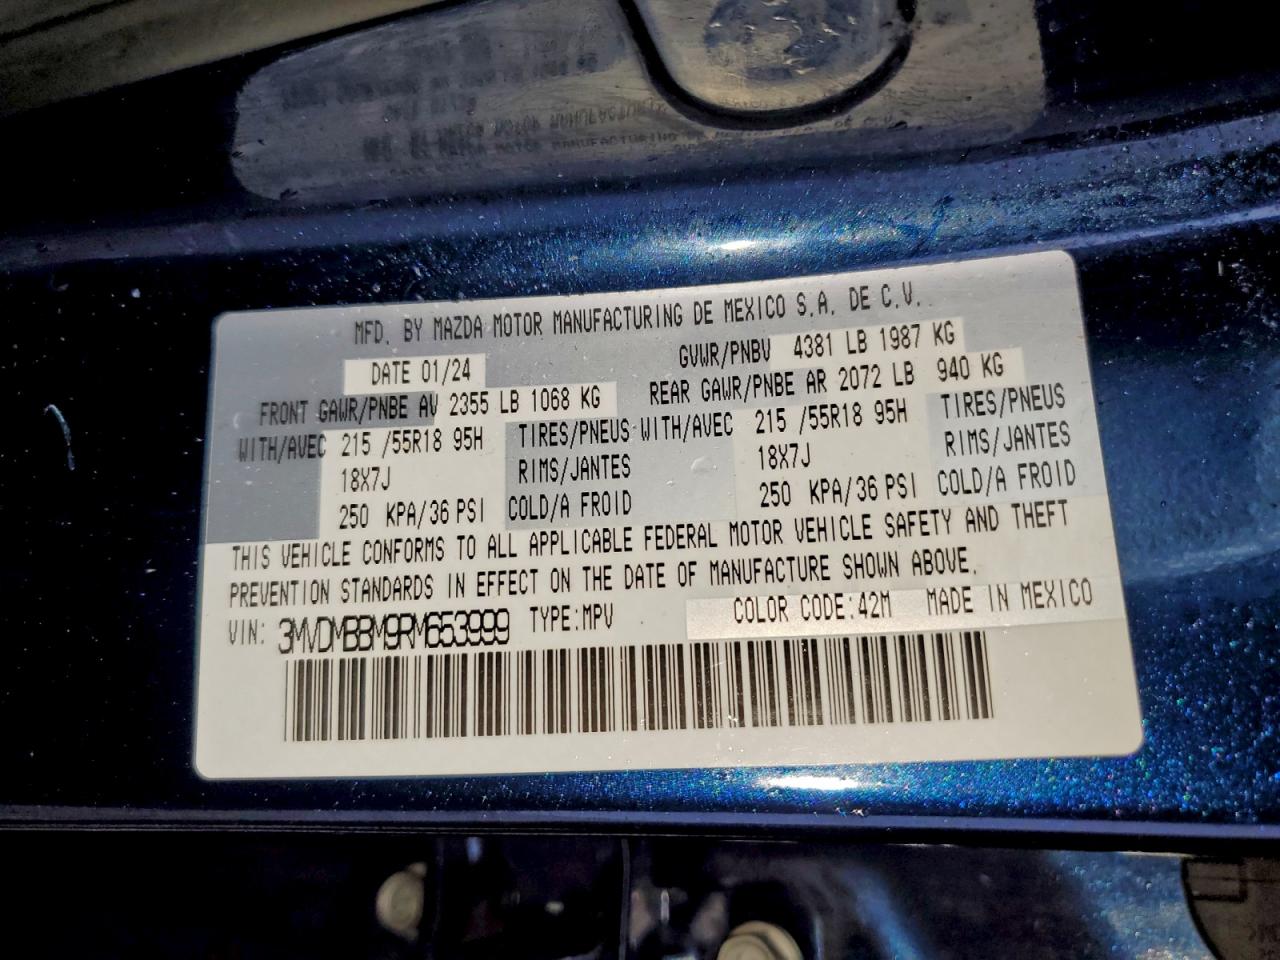 MFD. BY MAZDA MOTOR MANUFACTURING DE MEXICO S.A. DE C.V.
DATE 01/24 GVWR/PNBV 4381 LB 1987 KG
FRONT GAWR/PNBE AV 2355 LB 1068 KG REAR GAWR/PNBE AR 2072 LB 940 KG
WITH/AVEC 215 /55R18 95H TIRES/PNEUS WITH/AVEC 215 /55R18 95H TIRES/PNEUS
18X7J RIMS/JANTES 18X7J RIMS/JANTES
250 KPA/36 PSI COLD/A FROID 250 KPA/36 PSI COLD/A FROID
THIS VEHICLE CONFORMS TO ALL APPLICABLE FEDERAL MOTOR VEHICLE SAFETY AND THEFT
PREVENTION STANDARDS IN EFFECT ON THE DATE OF MANUFACTURE SHOWN ABOVE.
VIN: 3MVDMBBM9RM653999 TYPE:MPV COLOR CODE:42M MADE IN MEXICO